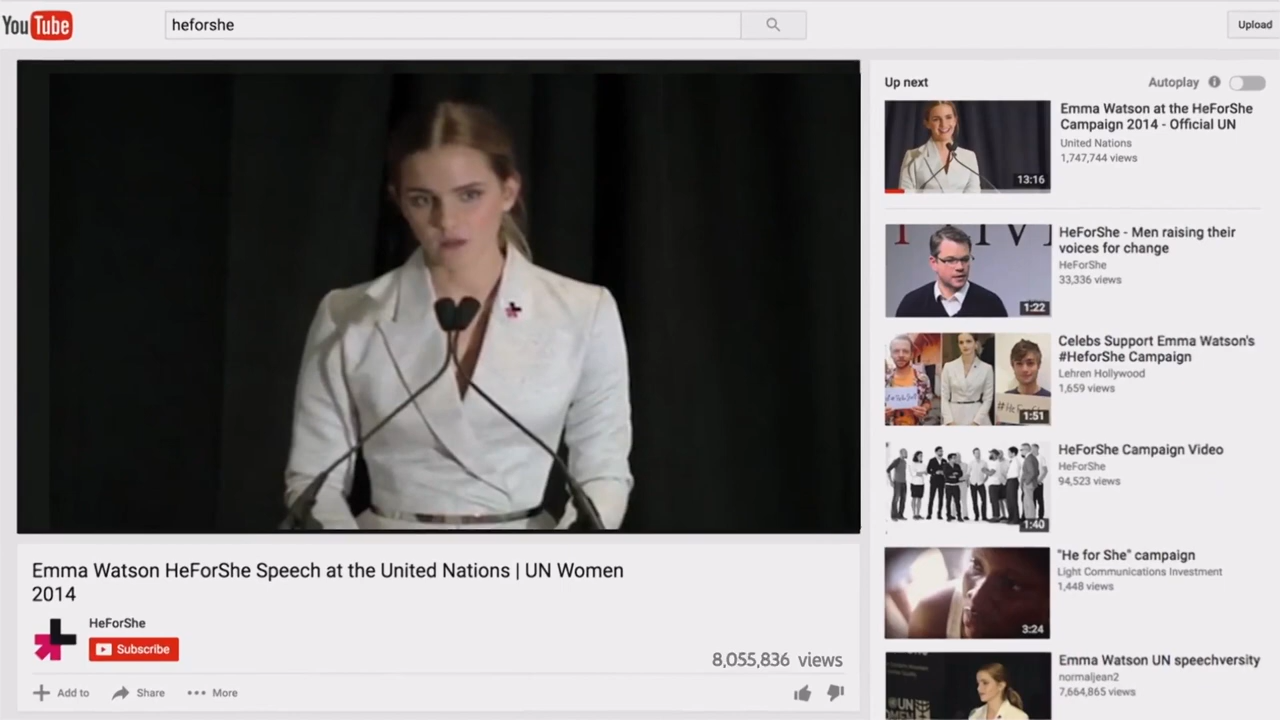 YouTube
heforshe
Upload
Up next
Autoplay
Emma Watson at the HeForShe
Campaign 2014 - Official UN
United Nations
1,747,744 views
13:16
HeForShe - Men raising their
voices for change
HeForShe
33,336 views
1:22
Celebs Support Emma Watson's
#HeforShe Campaign
Lehren Hollywood
1,659 views
1:51
HeForShe Campaign Video
HeForShe
94,523 views
1:40
"He for She" campaign
Light Communications Investment
1,448 views
3:24
Emma Watson UN speechversity
normaljean2
7,664,865 views
UN
Emma Watson HeForShe Speech at the United Nations | UN Women
2014
HeForShe
Subscribe
8,055,836 views
Add to
Share
More